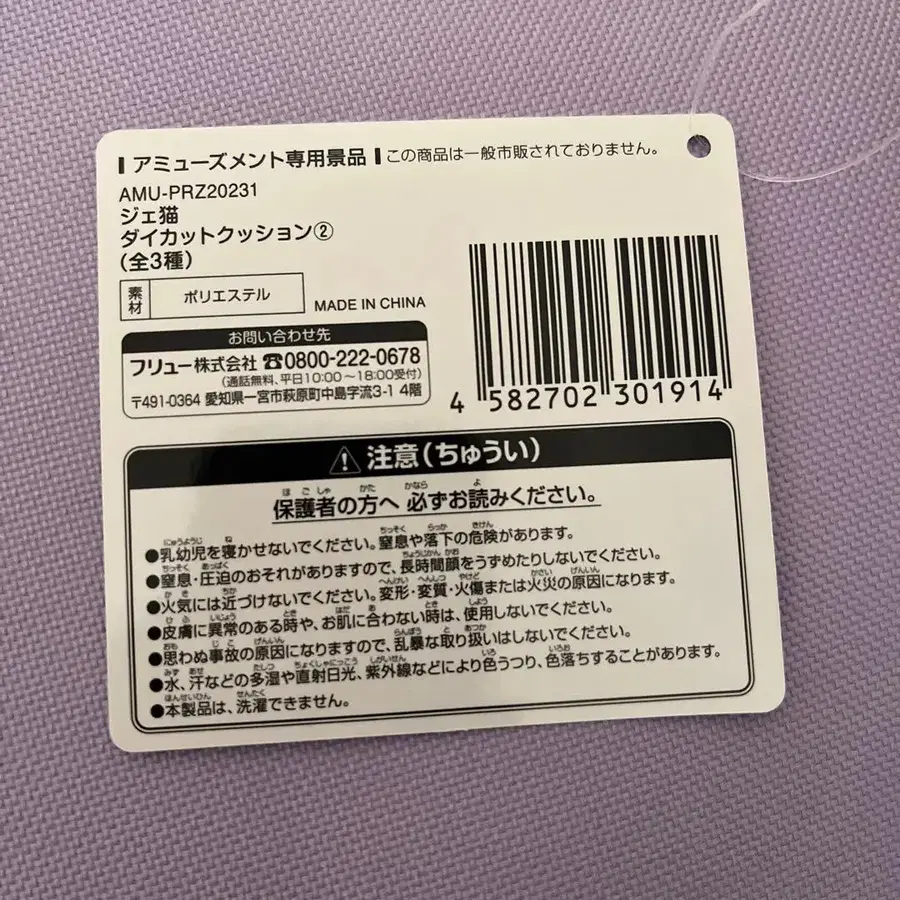 アミューズメント専用景品 この商品は一般市販されておりません。
AMU-PRZ20231
ジェ猫
ダイカットクッション②
(全3種)
素材 ポリエステル MADE IN CHINA
お問い合わせ先
フリュー株式会社 ☎0800-222-0678
(通話無料、平日10:00～18:00受付)
〒491-0364 愛知県一宮市萩原町中島字流3-1 4階
4 582702 301914
⚠ 注意(ちゅうい)
保護者の方へ 必ずお読みください。
●乳幼児を寝かせないでください。窒息や落下の危険があります。
●窒息・圧迫のおそれがありますので、長時間顔をうずめたりしないでください。
●火気には近づけないでください。変形・変質・火傷または火災の原因になります。
●皮膚に異常のある時や、お肌に合わない時は、使用しないでください。
●思わぬ事故の原因になりますので、乱暴な取り扱いはしないでください。
●水、汗などの多湿や直射日光、紫外線などにより色うつり、色落ちすることがあります。
●本製品は、洗濯できません。